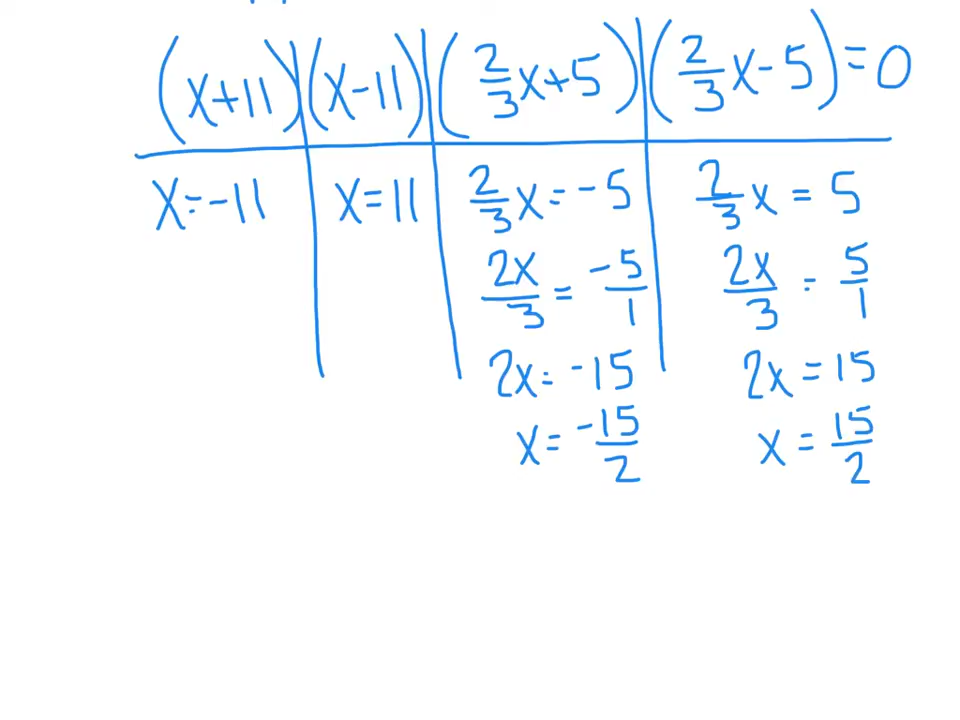 (x+11)(x-11)(2/3x+5)(2/3x-5)=0
x=-11 x=11 2/3x=-5 2/3x=5
2x/3=-5/1 2x/3=5/1
2x=-15 2x=15
x=-15/2 x=15/2